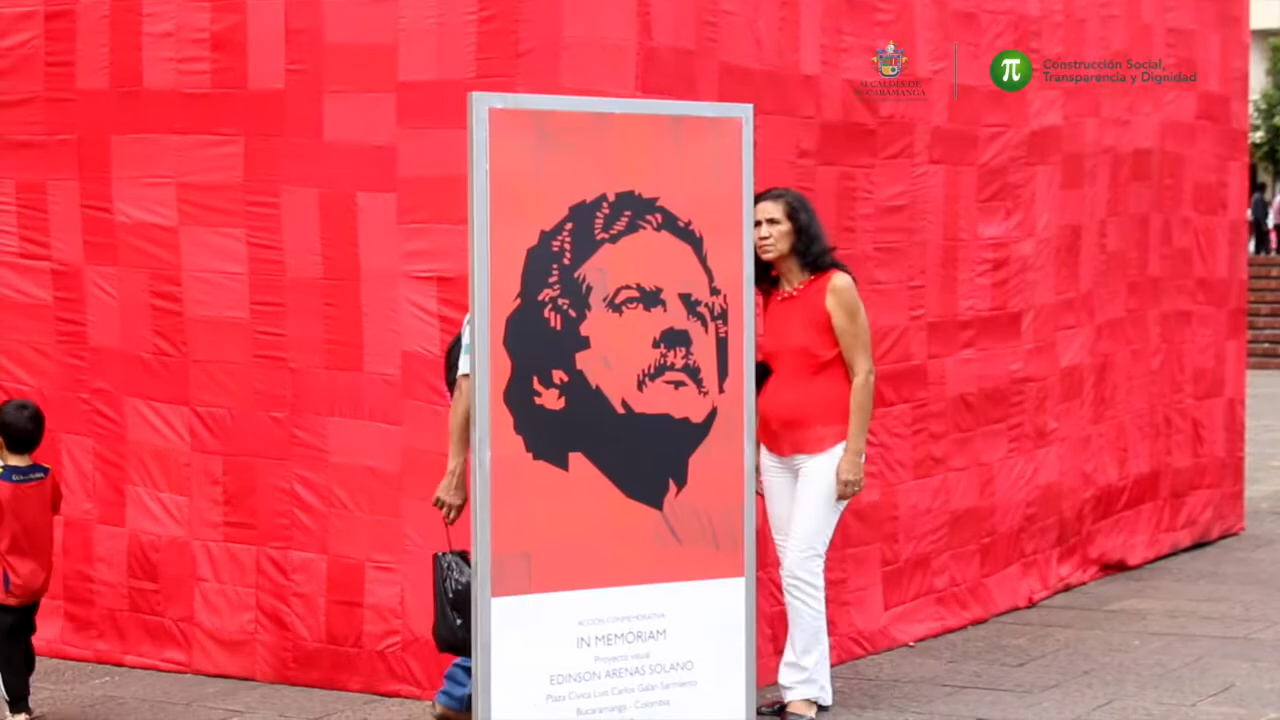 ALCALDÍA DE
BUCARAMANGA
π
Construcción Social,
Transparencia y Dignidad
ACCIÓN CONMEMORATIVA
IN MEMÓRIAM
Proyecto visual
EDINSON ARENAS SOLANO
Plaza Cívica Luis Carlos Galán Sarmiento
Bucaramanga - Colombia